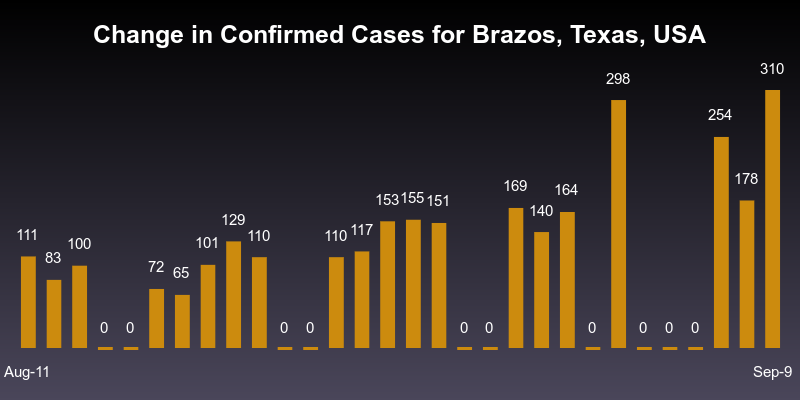 Change in Confirmed Cases for Brazos, Texas, USA
111 83 100 0 0 72 65 101 129 110 0 0 110 117 153 155 151 0 0 169 140 164 0 298 0 0 0 254 178 310
Aug-11 Sep-9